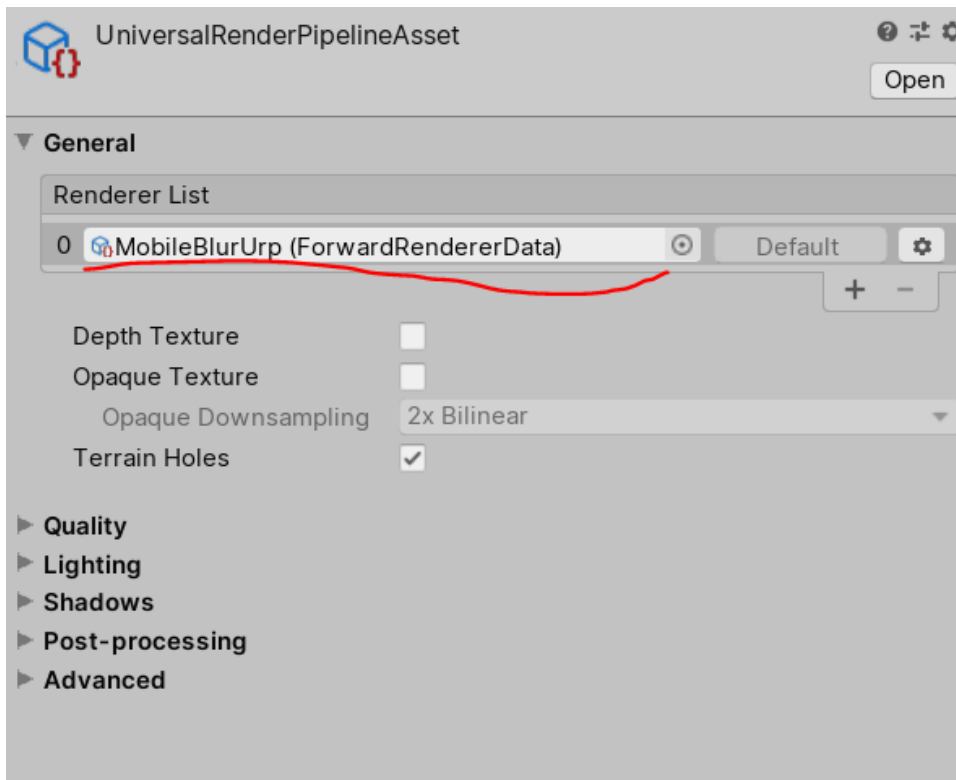 UniversalRenderPipelineAsset
Open
General
Renderer List
0 MobileBlurUrp (ForwardRendererData) Default
+ −
Depth Texture
Opaque Texture
Opaque Downsampling 2x Bilinear
Terrain Holes
Quality
Lighting
Shadows
Post-processing
Advanced